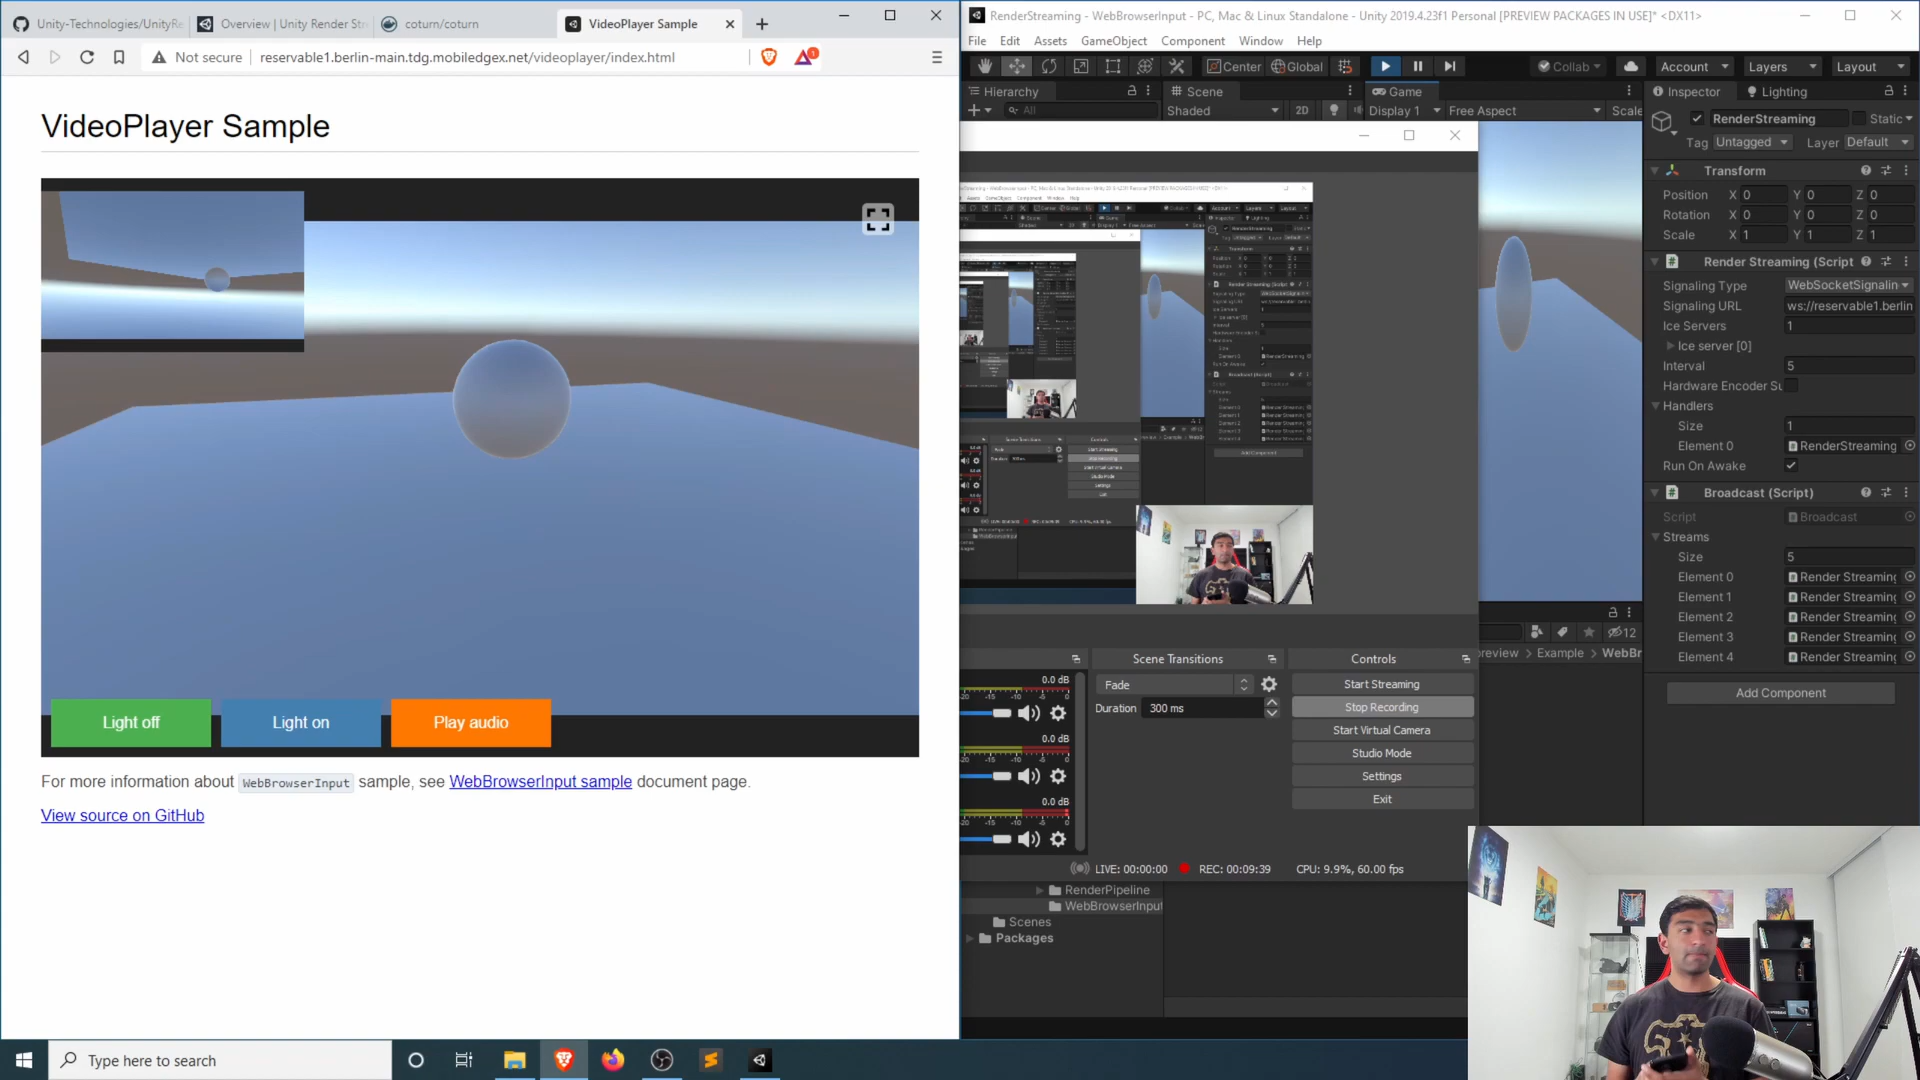 Unity-Technologies/UnityRe
Overview | Unity Render Stre
coturn/coturn
VideoPlayer Sample
Not secure
reservable1.berlin-main.tdg.mobiledgex.net/videoplayer/index.html
VideoPlayer Sample
Light off
Light on
Play audio
For more information about WebBrowserInput sample, see WebBrowserInput sample document page.
View source on GitHub
RenderStreaming - WebBrowserInput - PC, Mac & Linux Standalone - Unity 2019.4.23f1 Personal [PREVIEW PACKAGES IN USE]* <DX11>
File Edit Assets GameObject Component Window Help
Center Global Collab Account Layers Layout
Hierarchy
Scene
Game
Inspector
Lighting
All
Shaded
2D
Display 1
Free Aspect
Scale
RenderStreaming
Static
Tag Untagged Layer Default
Transform
Position X 0 Y 0 Z 0
Rotation X 0 Y 0 Z 0
Scale X 1 Y 1 Z 1
Render Streaming (Script
Signaling Type WebSocketSignalin
Signaling URL ws://reservable1.berlin
Ice Servers 1
Ice server [0]
Interval 5
Hardware Encoder Su
Handlers
Size 1
Element 0 RenderStreaming
Run On Awake
Broadcast (Script)
Script Broadcast
Streams
Size 5
Element 0 Render Streaming
Element 1 Render Streaming
Element 2 Render Streaming
Element 3 Render Streaming
Element 4 Render Streaming
Add Component
12
review > Example > WebBr
Scene Transitions
Controls
Fade
Duration 300 ms
Start Streaming
Stop Recording
Start Virtual Camera
Studio Mode
Settings
Exit
0.0 dB
0.0 dB
0.0 dB
LIVE: 00:00:00
REC: 00:09:39
CPU: 9.9%, 60.00 fps
RenderPipeline
WebBrowserInput
Scenes
Packages
Type here to search